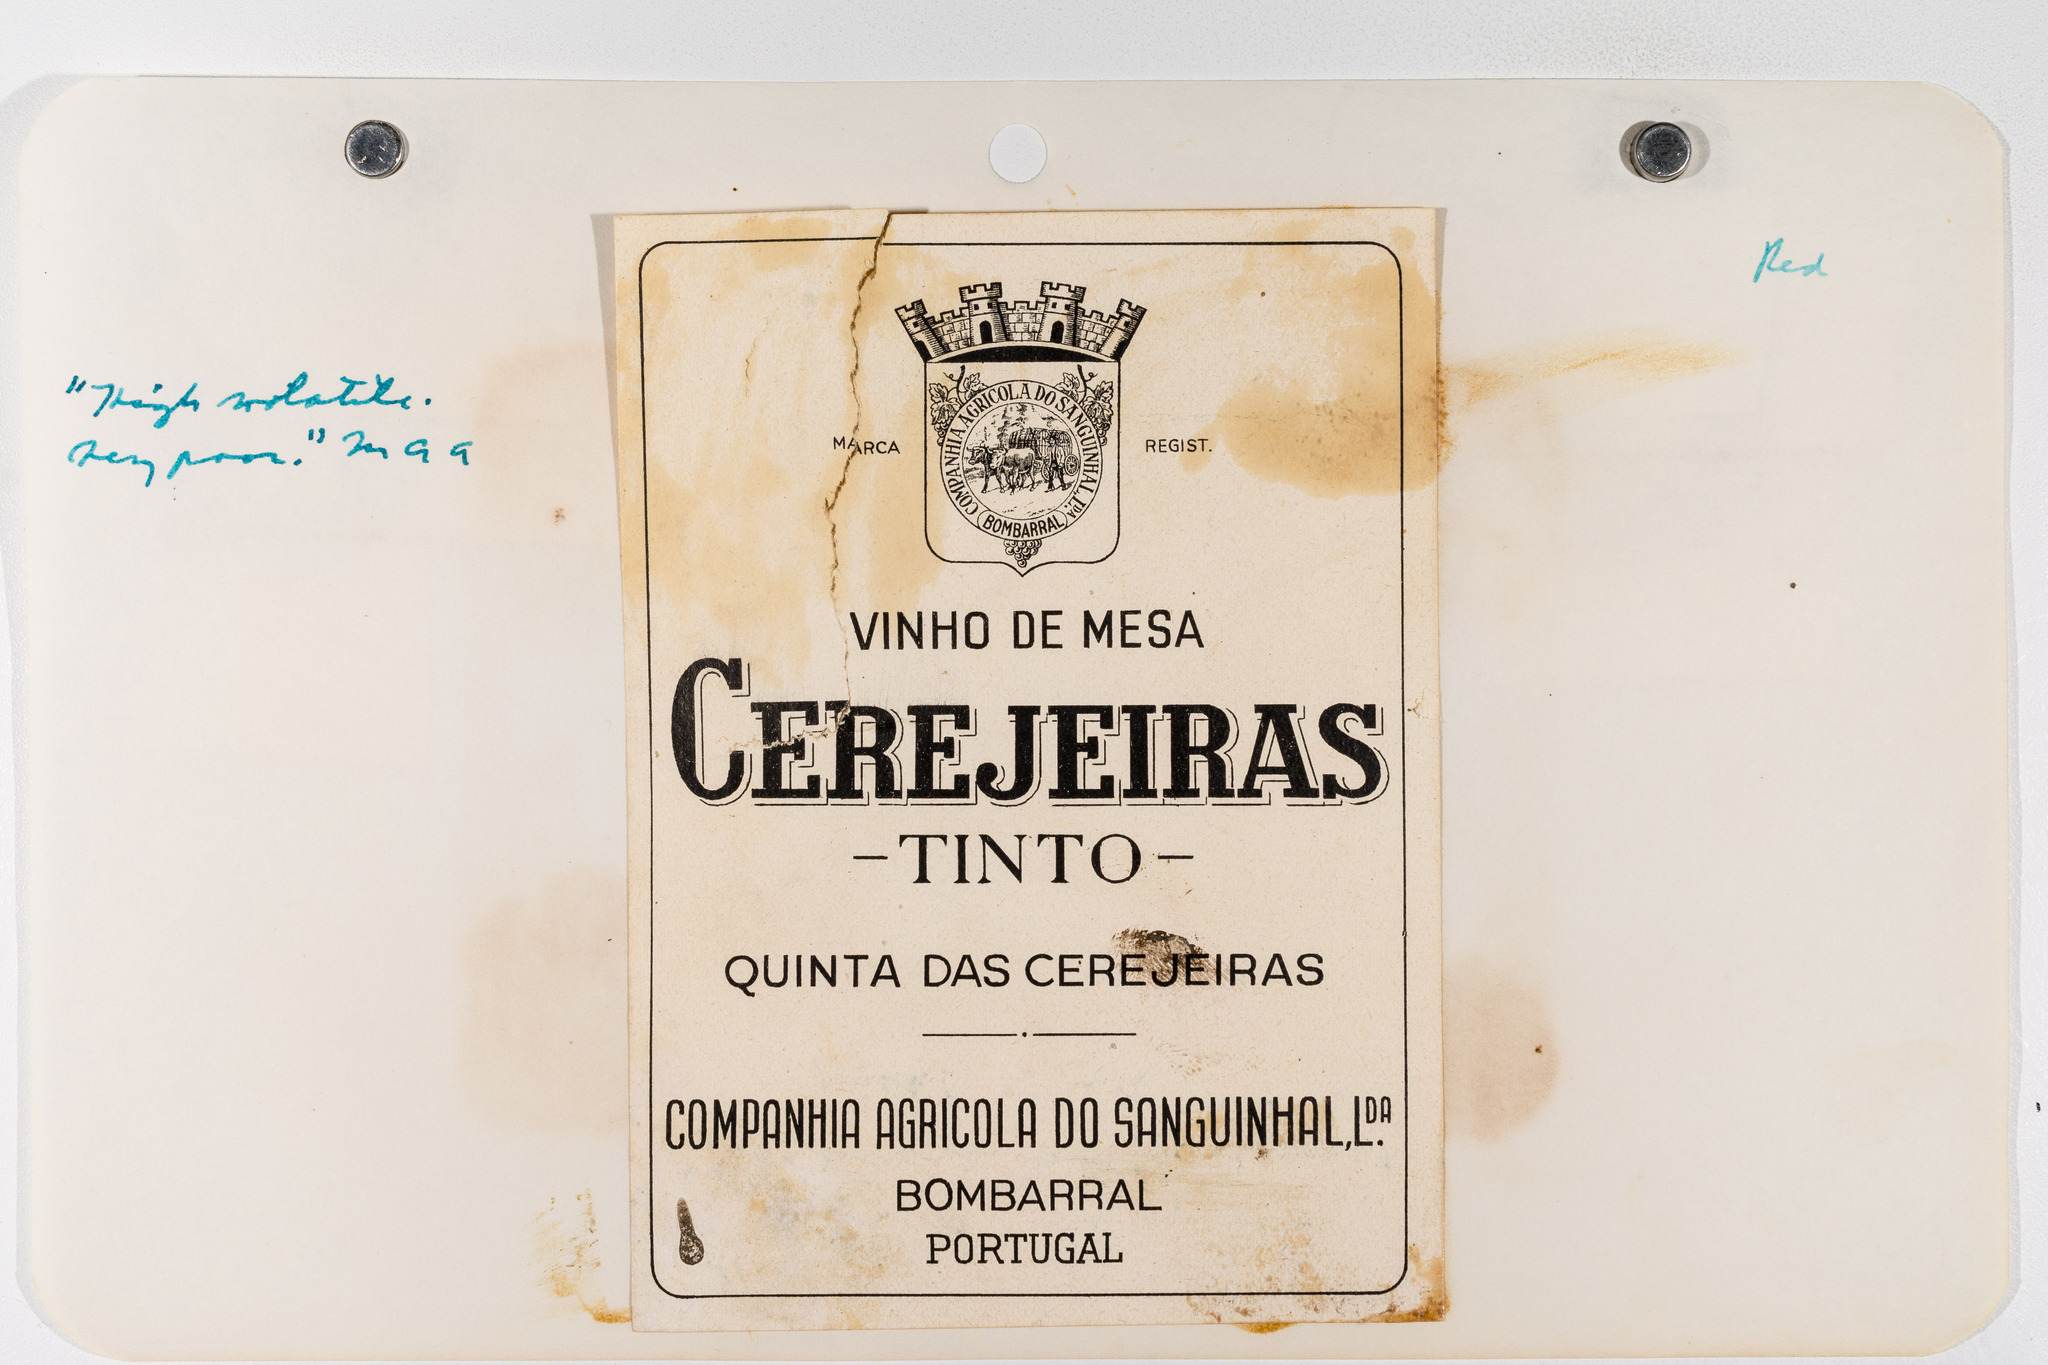 Red
"High volatile.
very poor." MAA
COMPANHIA AGRICOLA DO SANGUINHAL, LDA
BOMBARRAL
MARCA REGIST.
VINHO DE MESA
CEREJEIRAS
-TINTO-
QUINTA DAS CEREJEIRAS
COMPANHIA AGRICOLA DO SANGUINHAL, LDA.
BOMBARRAL
PORTUGAL